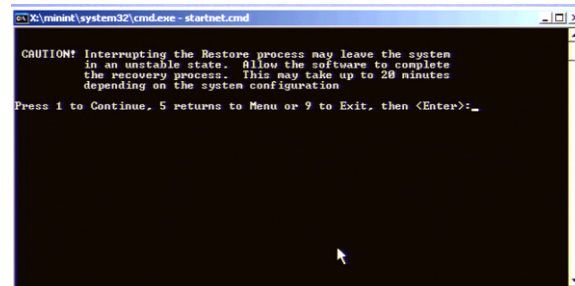 X:\minint\system32\cmd.exe - startnet.cmd
CAUTION! Interrupting the Restore process may leave the system
in an unstable state. Allow the software to complete
the recovery process. This may take up to 20 minutes
depending on the system configuration
Press 1 to Continue, 5 returns to Menu or 9 to Exit, then <Enter>:_